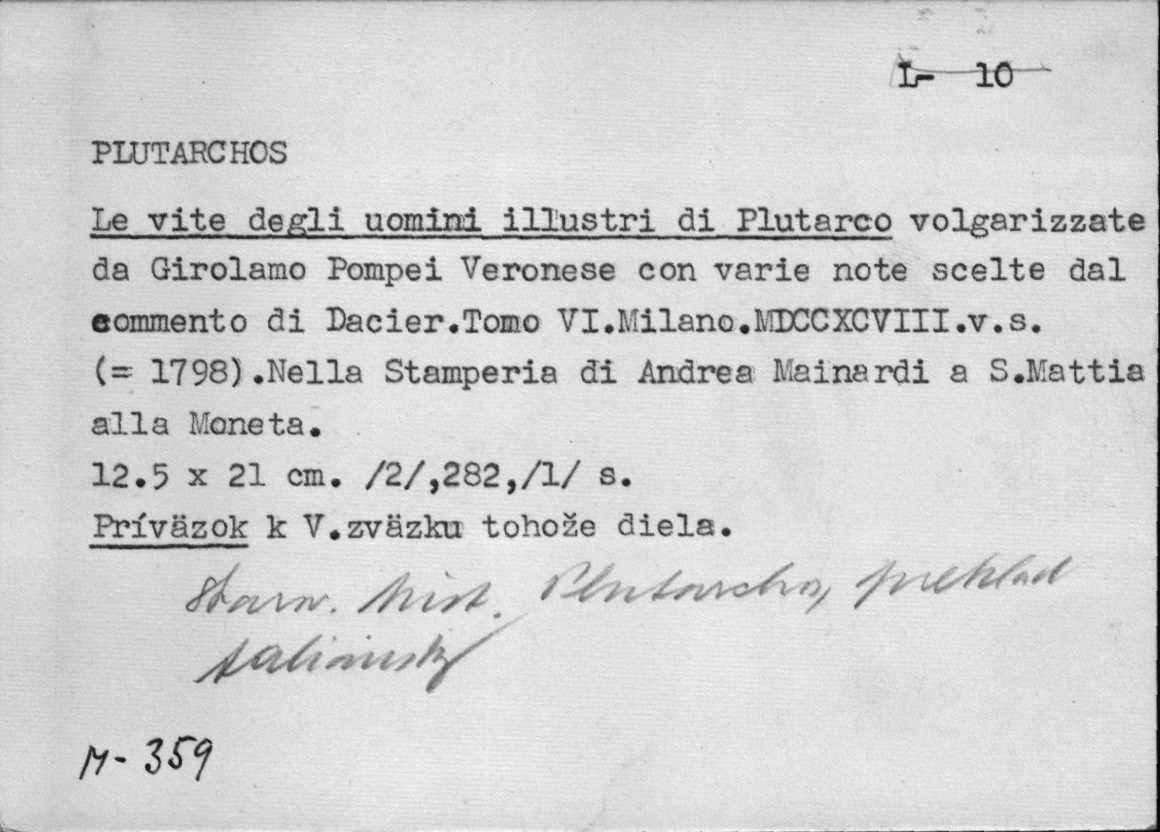 L- 10
PLUTARCHOS
Le vite degli uomini illustri di Plutarco volgarizzate
da Girolamo Pompei Veronese con varie note scelte dal
commento di Dacier.Tomo VI.Milano.MDCCXCVIII.v.s.
(= 1798).Nella Stamperia di Andrea Mainardi a S.Mattia
alla Moneta.
12.5 x 21 cm. /2/,282,/1/ s.
Príväzok k V.zväzku tohože diela.
Starov. hist. Plutarchos, preklad
taliansky
M- 359